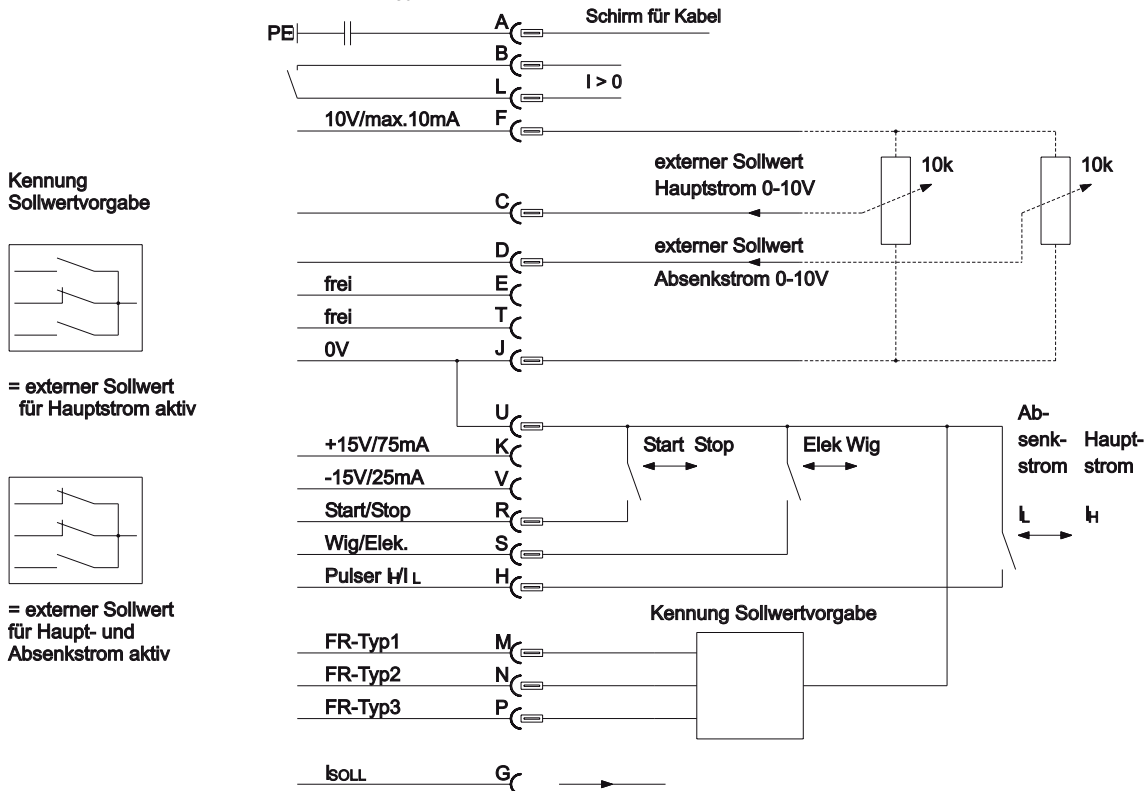 Schirm für Kabel
PE
A
B
I > 0
L
10V/max.10mA F
externer Sollwert
Hauptstrom 0-10V
10k
10k
Kennung
Sollwertvorgabe
C
D
externer Sollwert
Absenkstrom 0-10V
frei E
frei T
0V J
= externer Sollwert
für Hauptstrom aktiv
U
+15V/75mA K
-15V/25mA V
Start/Stop R
Wig/Elek. S
Pulser IH/IL H
Start Stop
Elek Wig
Ab-
senk-
strom
Haupt-
strom
IL
IH
= externer Sollwert
für Haupt- und
Absenkstrom aktiv
Kennung Sollwertvorgabe
FR-Typ1 M
FR-Typ2 N
FR-Typ3 P
ISOLL G